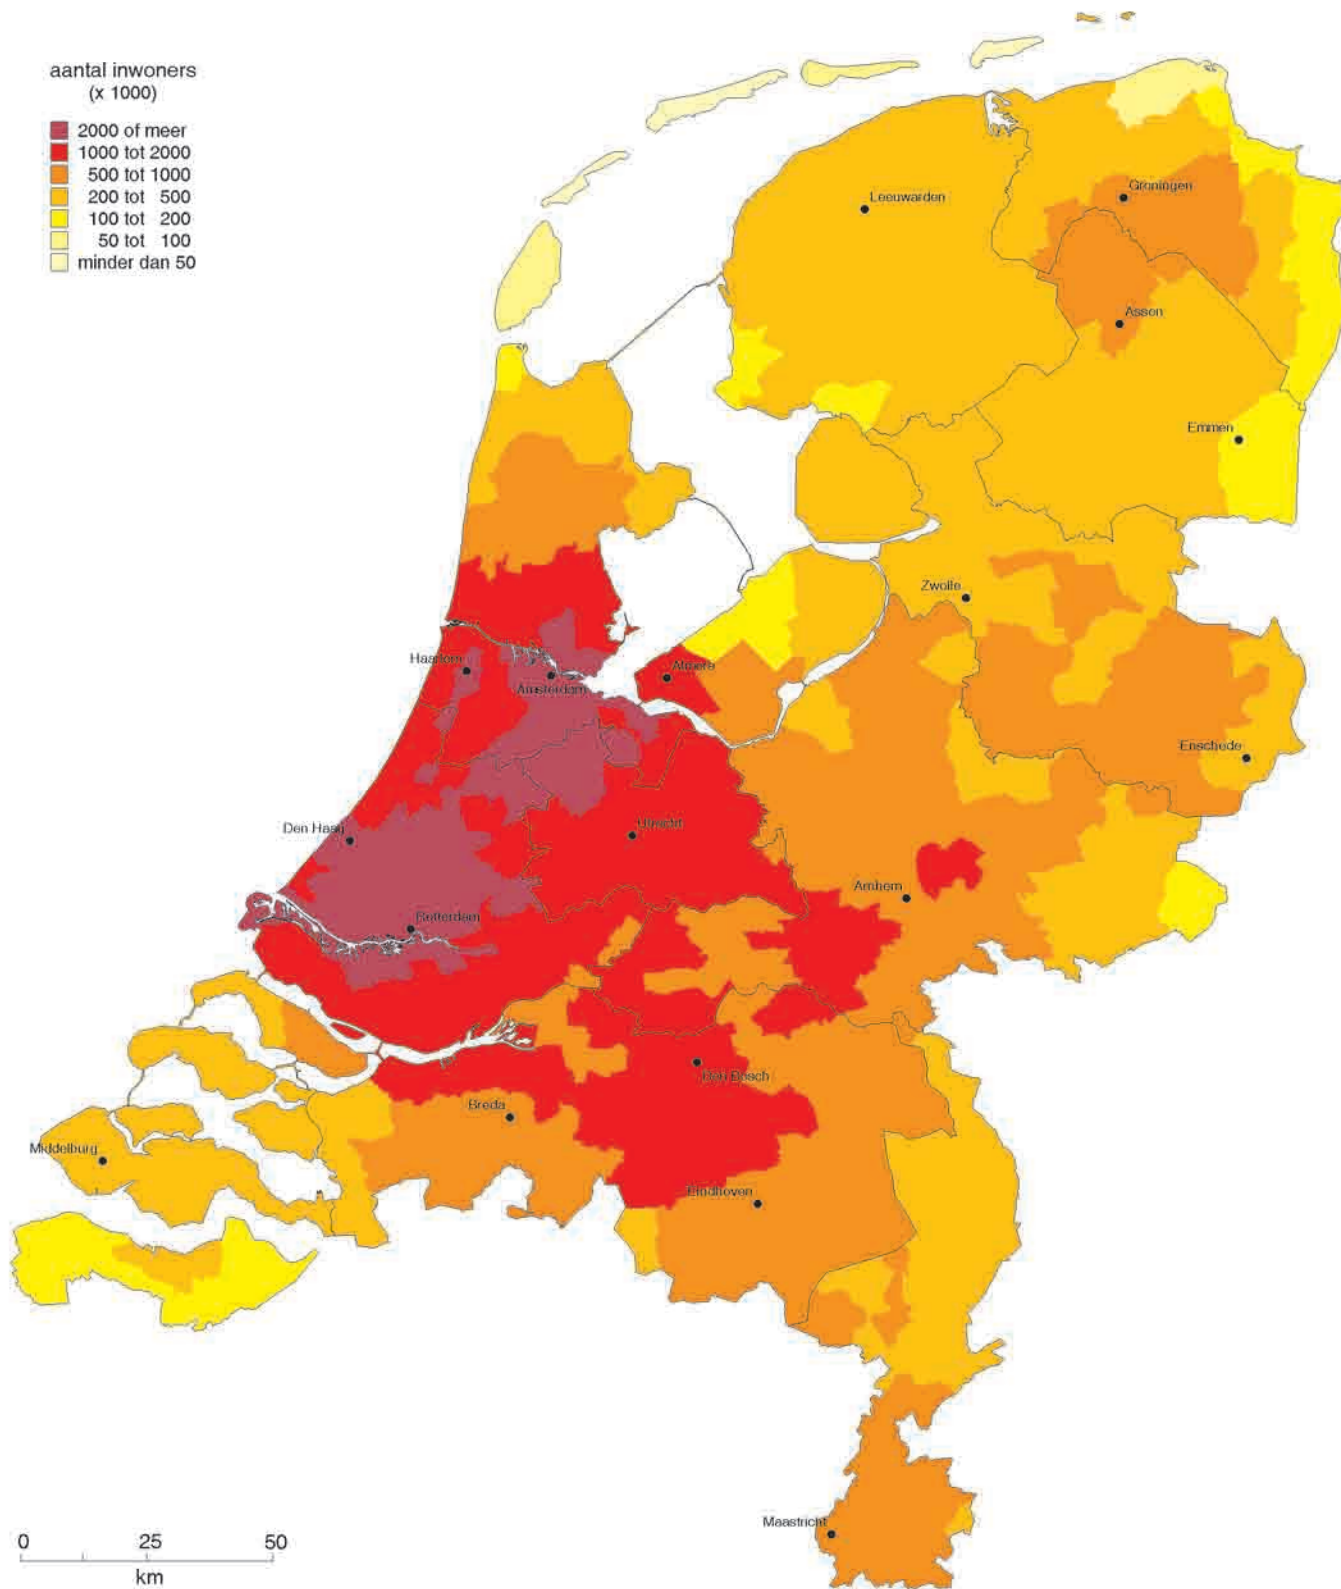 aantal inwoners
(x 1000)
2000 of meer
1000 tot 2000
500 tot 1000
200 tot 500
100 tot 200
50 tot 100
minder dan 50
Leeuwarden
Groningen
Assen
Emmen
Zwolle
Haarlem
Amsterdam
Almere
Enschede
Den Haag
Utrecht
Arnhem
Rotterdam
Den Bosch
Breda
Middelburg
Eindhoven
Maastricht
0 25 50
km